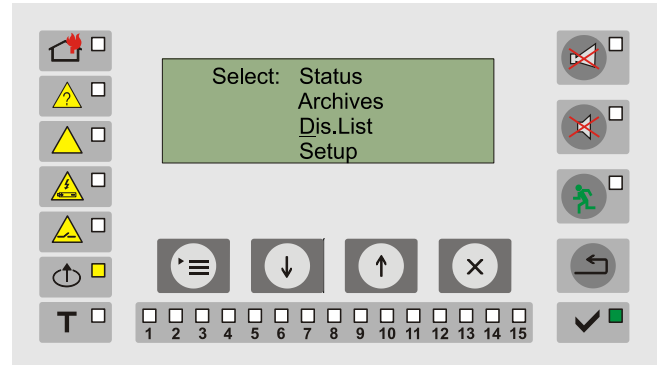 Select: Status
Archives
Dis.List
Setup
?
T
1 2 3 4 5 6 7 8 9 10 11 12 13 14 15